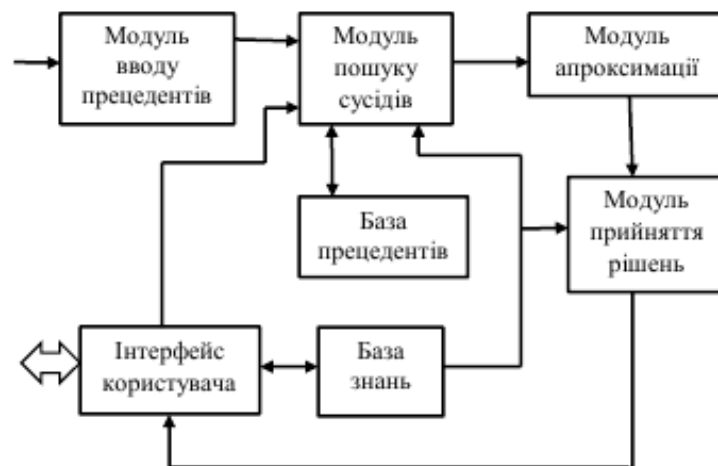 Модуль
вводу
прецедентів
Модуль
пошуку
сусідів
Модуль
апроксимації
База
прецедентів
Модуль
прийняття
рішень
Інтерфейс
користувача
База
знань